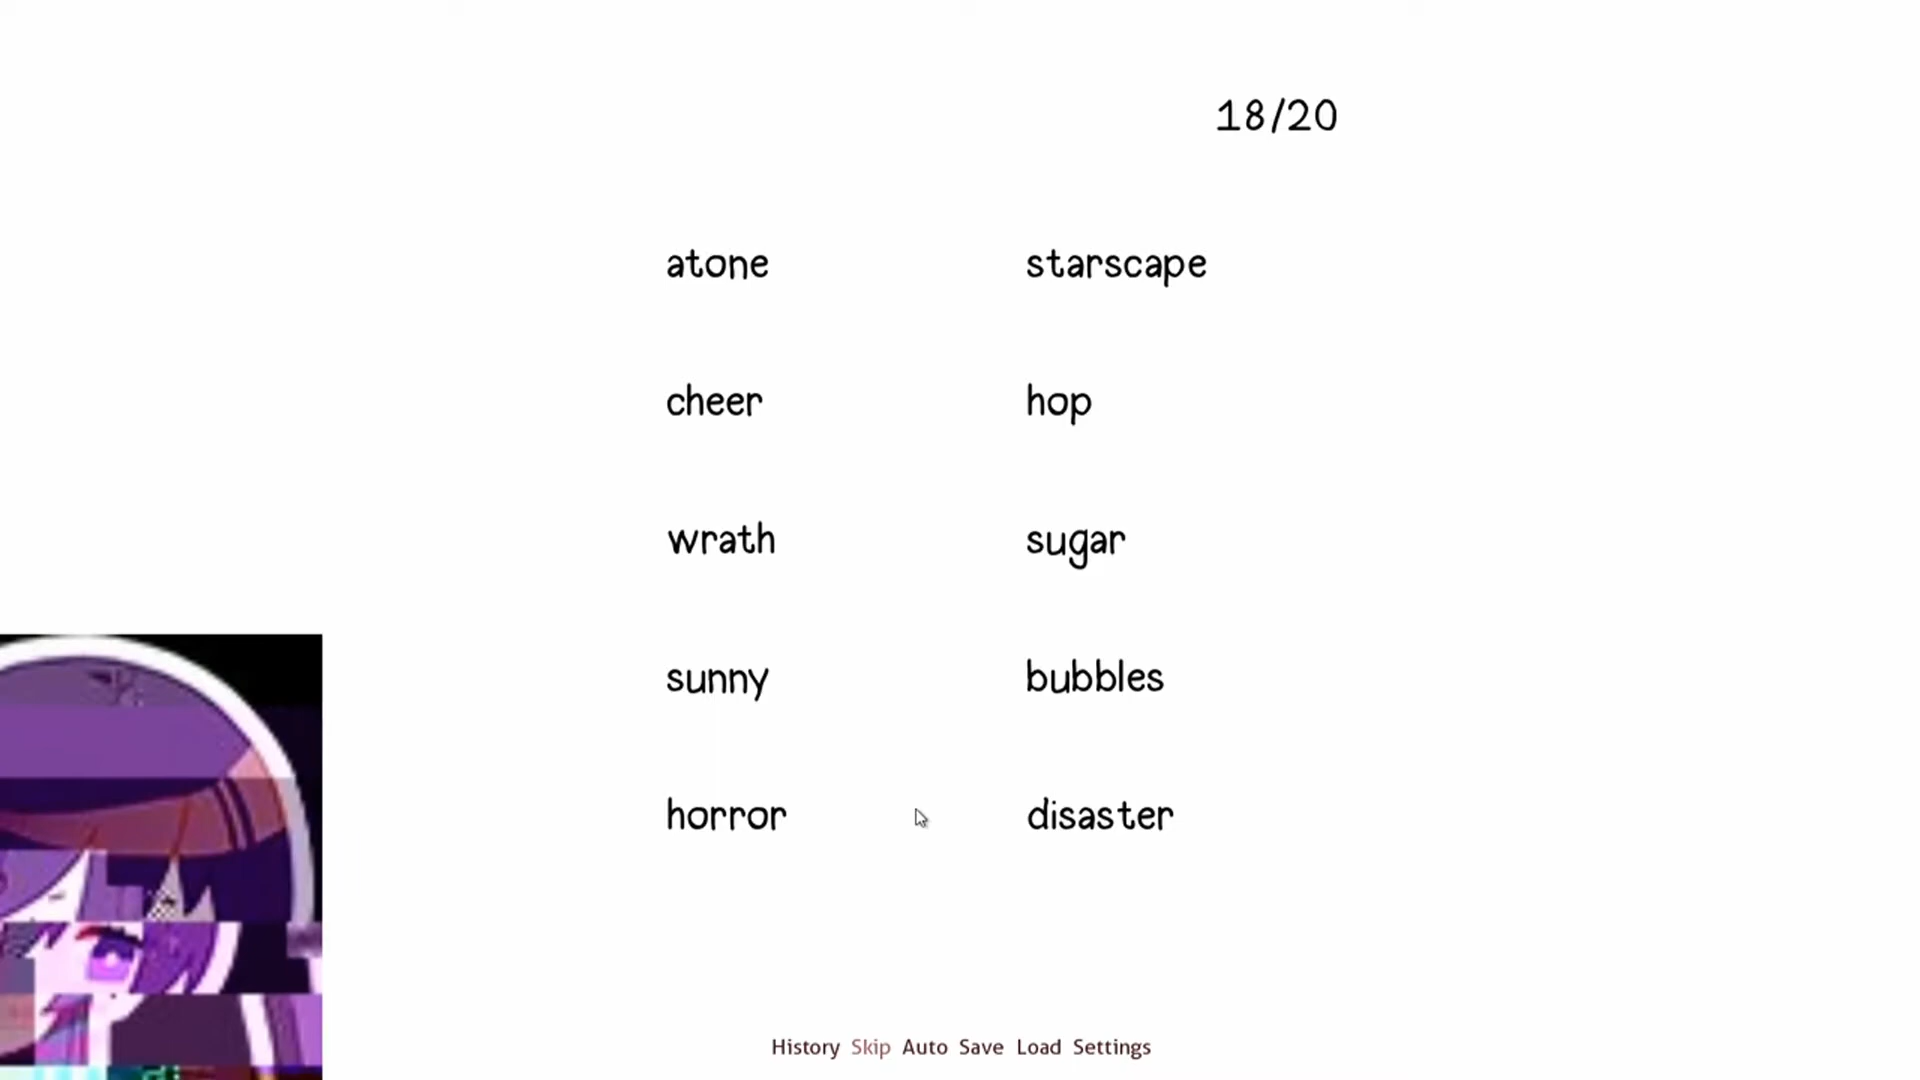 18/20
atone starscape
cheer hop
wrath sugar
sunny bubbles
horror disaster
History Skip Auto Save Load Settings